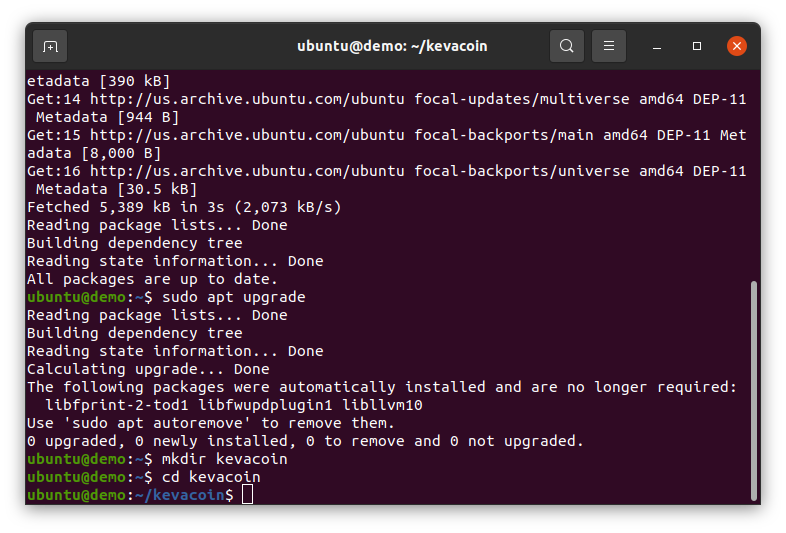 ubuntu@demo: ~/kevacoin
etadata [390 kB]
Get:14 http://us.archive.ubuntu.com/ubuntu focal-updates/multiverse amd64 DEP-11
 Metadata [944 B]
Get:15 http://us.archive.ubuntu.com/ubuntu focal-backports/main amd64 DEP-11 Met
adata [8,000 B]
Get:16 http://us.archive.ubuntu.com/ubuntu focal-backports/universe amd64 DEP-11
 Metadata [30.5 kB]
Fetched 5,389 kB in 3s (2,073 kB/s)
Reading package lists... Done
Building dependency tree
Reading state information... Done
All packages are up to date.
ubuntu@demo:~$ sudo apt upgrade
Reading package lists... Done
Building dependency tree
Reading state information... Done
Calculating upgrade... Done
The following packages were automatically installed and are no longer required:
  libfprint-2-tod1 libfwupdplugin1 libllvm10
Use 'sudo apt autoremove' to remove them.
0 upgraded, 0 newly installed, 0 to remove and 0 not upgraded.
ubuntu@demo:~$ mkdir kevacoin
ubuntu@demo:~$ cd kevacoin
ubuntu@demo:~/kevacoin$